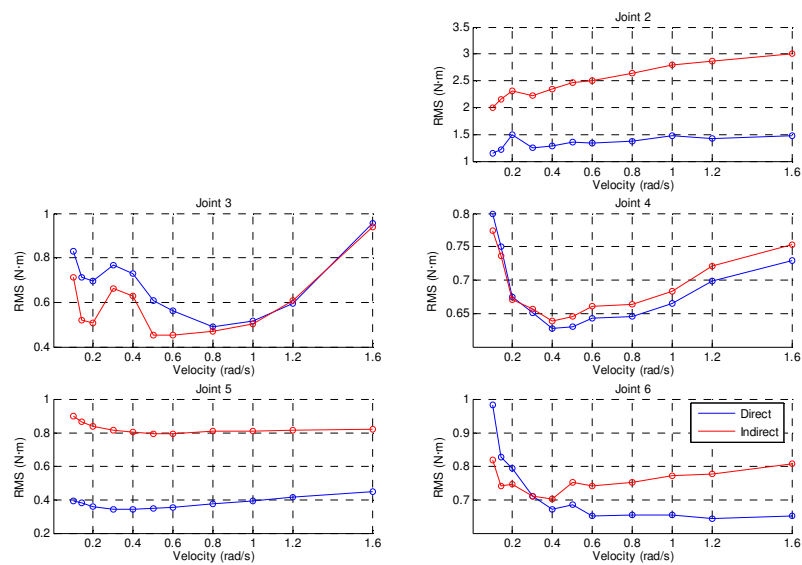 Joint 2
3.5
3
2.5
2
1.5
1
RMS (N·m)
0.2 0.4 0.6 0.8 1.0 1.2 1.6
Velocity (rad/s)
Joint 3
1
0.8
0.6
0.4
RMS (N·m)
0.2 0.4 0.6 0.8 1.0 1.2 1.6
Velocity (rad/s)
Joint 4
0.8
0.75
0.7
0.65
RMS (N·m)
0.2 0.4 0.6 0.8 1.0 1.2 1.6
Velocity (rad/s)
Joint 5
1
0.8
0.6
0.4
0.2
RMS (N·m)
0.2 0.4 0.6 0.8 1.0 1.2 1.6
Velocity (rad/s)
Joint 6
1
0.9
0.8
0.7
RMS (N·m)
Direct
Indirect
0.2 0.4 0.6 0.8 1.0 1.2 1.6
Velocity (rad/s)